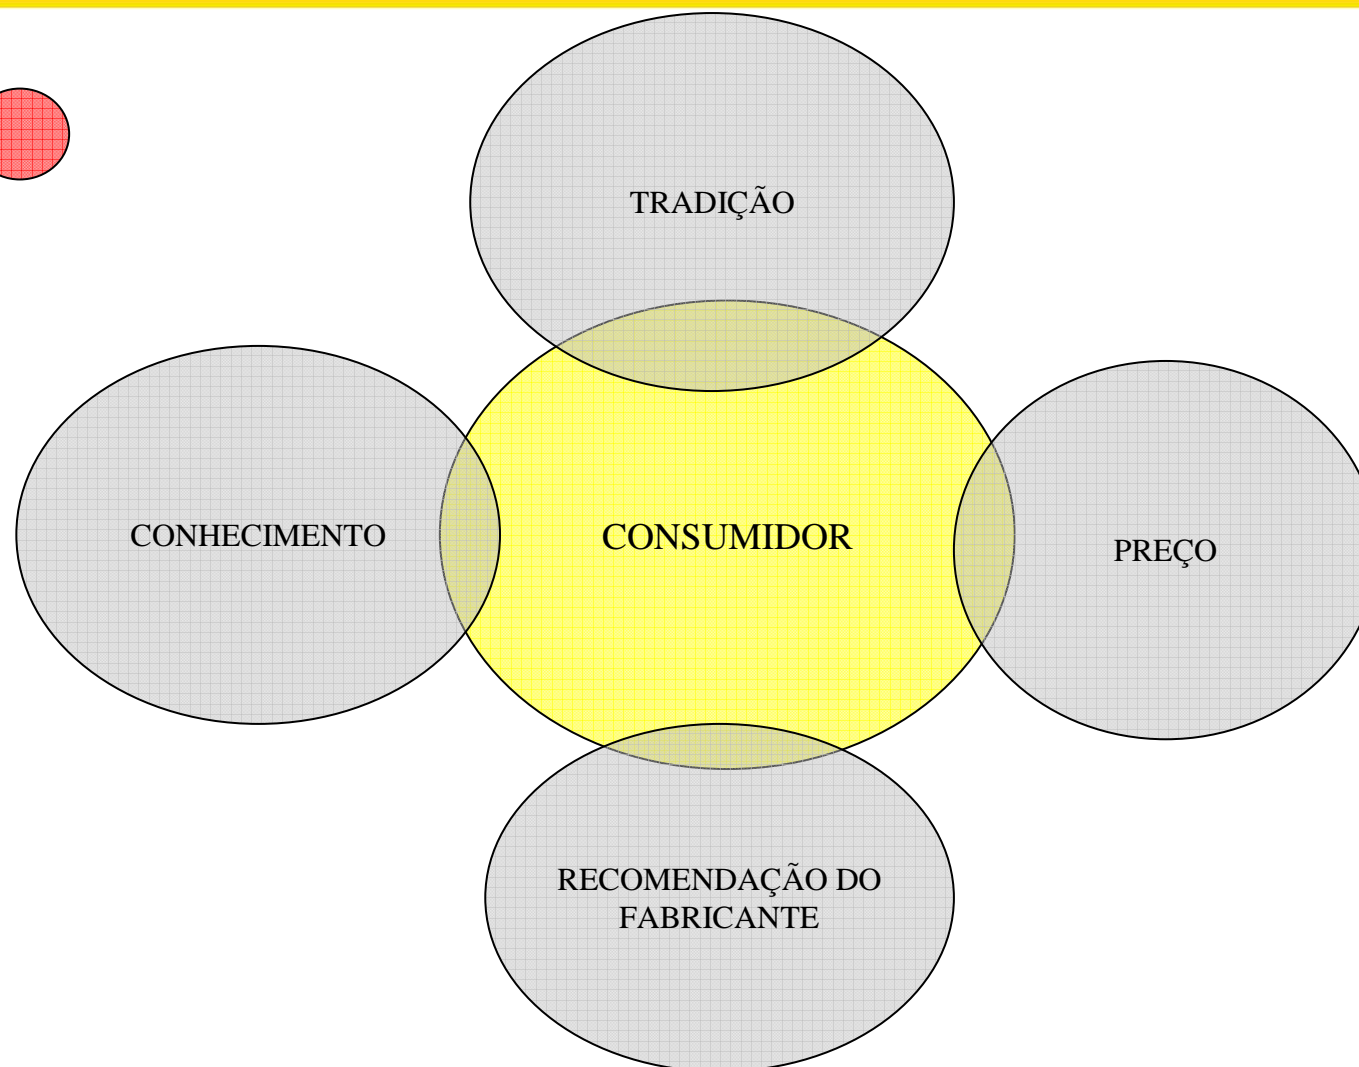 TRADIÇÃO
CONHECIMENTO
CONSUMIDOR
PREÇO
RECOMENDAÇÃO DO
FABRICANTE